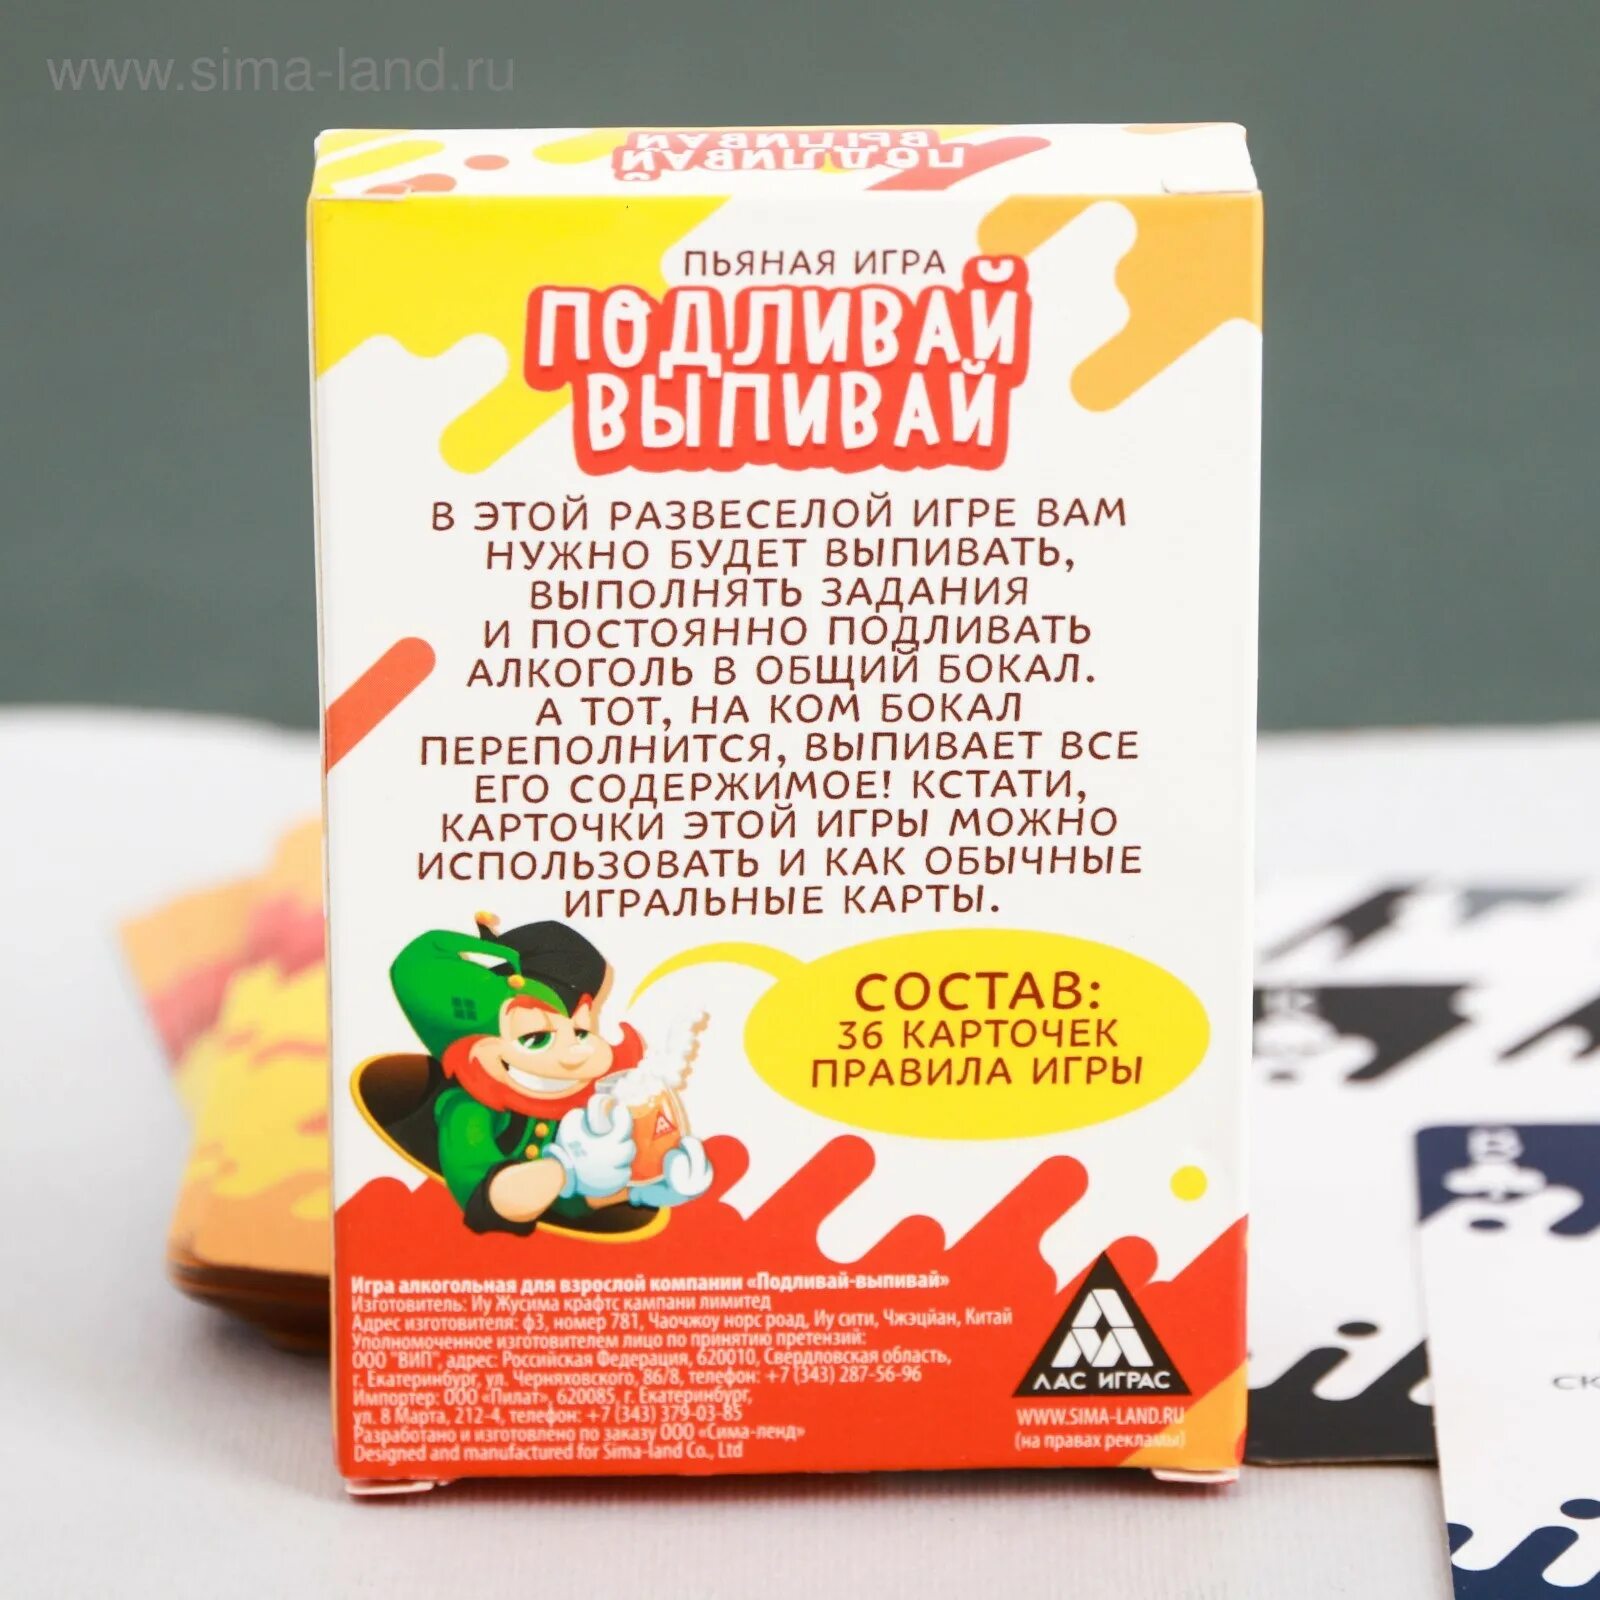 www.sima-land.ru
ПОДЛИВАЙ
ВЫПИВАЙ
ПЬЯНАЯ ИГРА
ПОДЛИВАЙ
ВЫПИВАЙ
В ЭТОЙ РАЗВЕСЕЛОЙ ИГРЕ ВАМ
НУЖНО БУДЕТ ВЫПИВАТЬ,
ВЫПОЛНЯТЬ ЗАДАНИЯ
И ПОСТОЯННО ПОДЛИВАТЬ
АЛКОГОЛЬ В ОБЩИЙ БОКАЛ.
А ТОТ, НА КОМ БОКАЛ
ПЕРЕПОЛНИТСЯ, ВЫПИВАЕТ ВСЕ
ЕГО СОДЕРЖИМОЕ! КСТАТИ,
КАРТОЧКИ ЭТОЙ ИГРЫ МОЖНО
ИСПОЛЬЗОВАТЬ И КАК ОБЫЧНЫЕ
ИГРАЛЬНЫЕ КАРТЫ.
СОСТАВ:
36 КАРТОЧЕК
ПРАВИЛА ИГРЫ
Игра алкогольная для взрослой компании «Подливай-выпивай»
Изготовитель: Иу Жусима крафтс кампани лимитед
Адрес изготовителя: ф3, номер 781, Чаочжоу норс роад, Иу сити, Чжэцйан, Китай
Уполномоченное изготовителем лицо по принятию претензий:
ООО "ВИП", адрес: Российская Федерация, 620010, Свердловская область,
г. Екатеринбург, ул. Черняховского, 86/8, телефон: +7 (343) 287-56-96
Импортер: ООО «Пилат», 620085, г. Екатеринбург,
ул. 8 Марта, 212-4, телефон: +7 (343) 379-03-85
Разработано и изготовлено по заказу ООО «Сима-ленд»
Designed and manufactured for Sima-land Co., Ltd
ЛАС ИГРАС
WWW.SIMA-LAND.RU
(на правах рекламы)